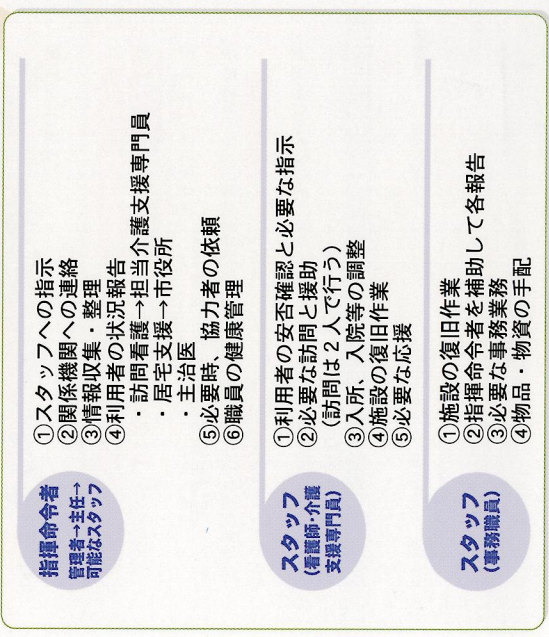 指揮命令者
管理者→主任→
可能なスタッフ
①スタッフへの指示
②関係機関への連絡
③情報収集・整理
④利用者の状況報告
・訪問看護→担当介護支援専門員
・居宅支援→市役所
・主治医
⑤必要時、協力者の依頼
⑥職員の健康管理
スタッフ
(看護師・介護
支援専門員)
①利用者の安否確認と必要な指示
②必要な訪問と援助
(訪問は2人で行う)
③入所、入院等の調整
④施設の復旧作業
⑤必要な応援
スタッフ
(事務職員)
①施設の復旧作業
②指揮命令者を補助して各報告
③必要な事務業務
④物品・物資の手配